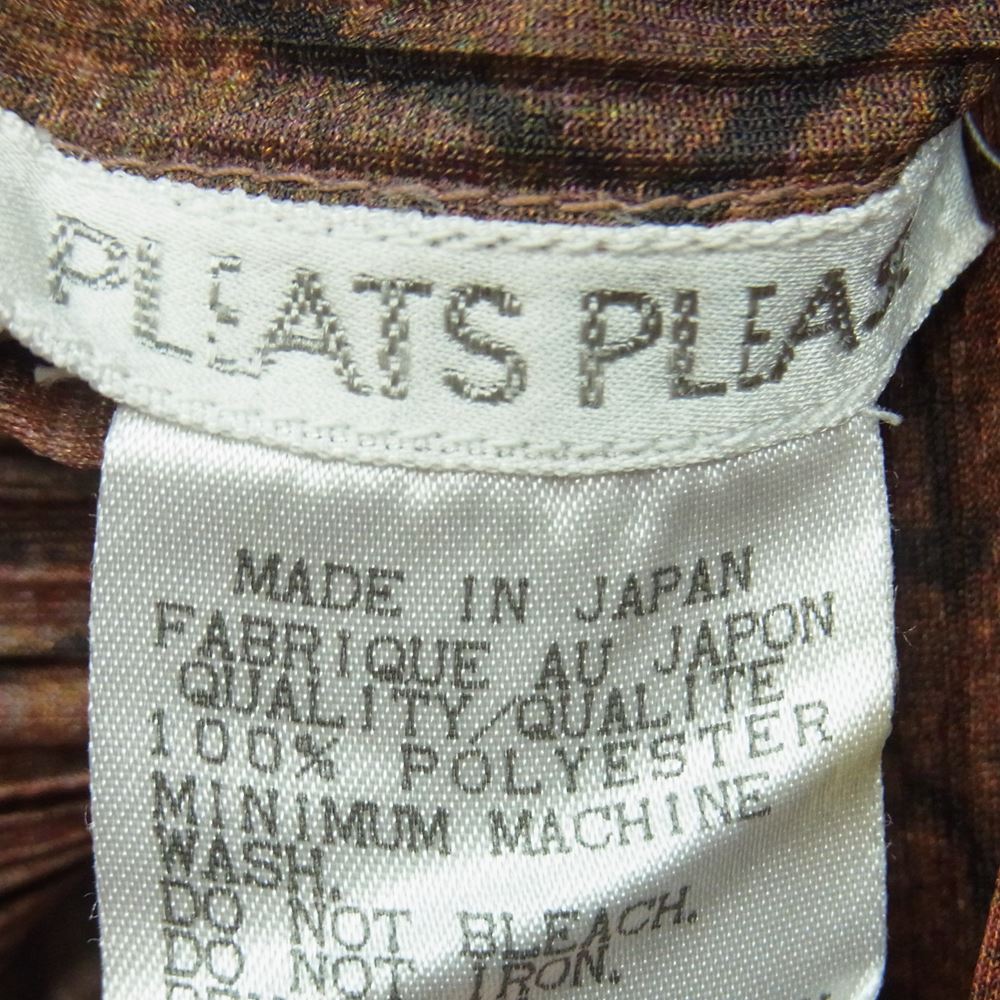 PLEATS PLEAS
MADE IN JAPAN
FABRIQUE AU JAPON
QUALITY/QUALITE
100% POLYESTER
MINIMUM MACHINE
WASH.
DO NOT BLEACH.
DO NOT IRON.